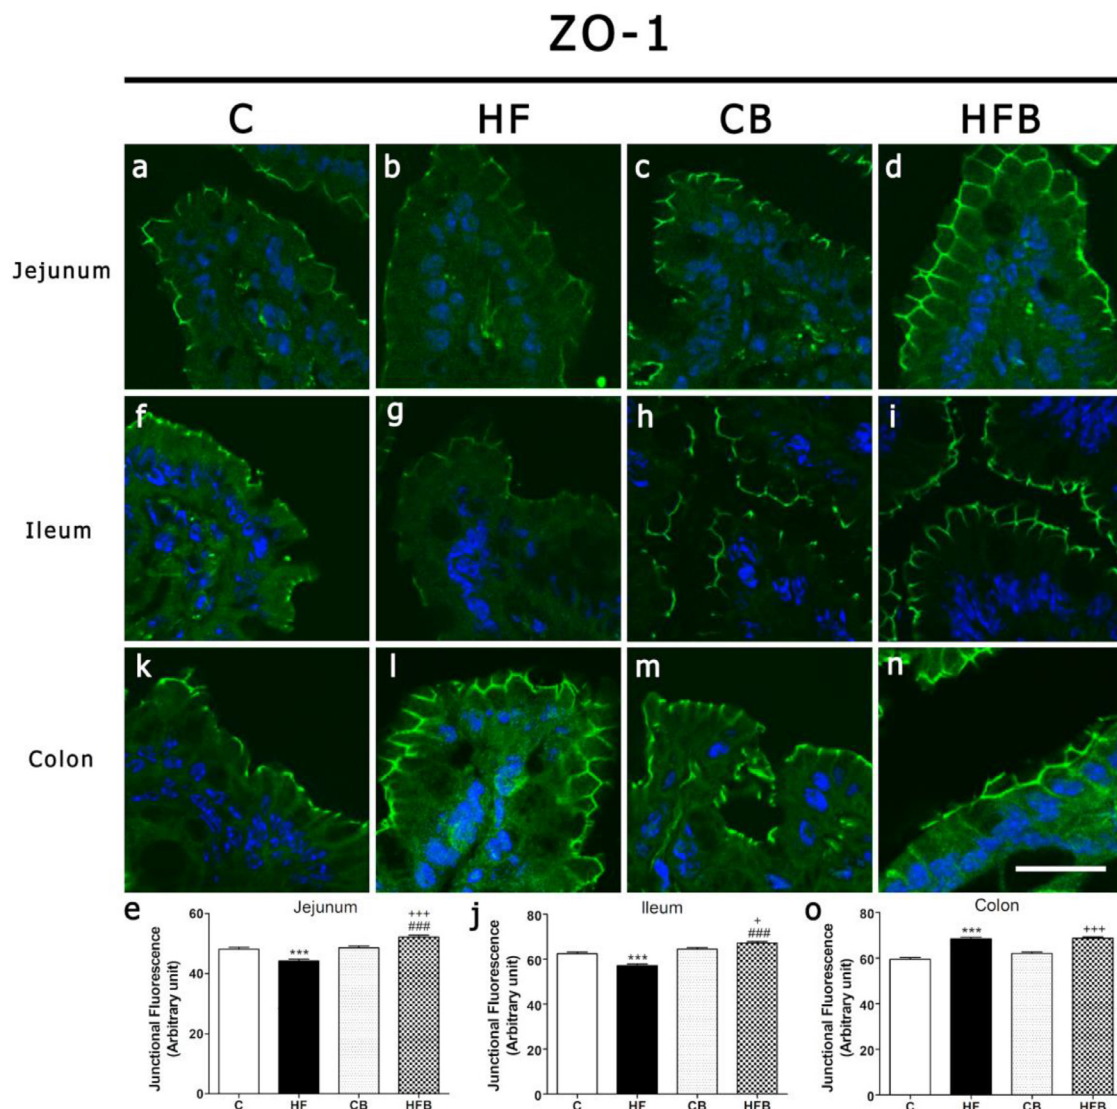 ZO-1
C HF CB HFB
a b c d
Jejunum
f g h i
Ileum
k l m n
Colon
e Jejunum
Junctional Fluorescence
(Arbitrary unit)
60
40
20
0
***
+++
###
C HF CB HFB
j Ileum
Junctional Fluorescence
(Arbitrary unit)
80
60
40
20
0
***
+
###
C HF CB HFB
o Colon
Junctional Fluorescence
(Arbitrary unit)
80
60
40
20
0
***
+++
C HF CB HFB